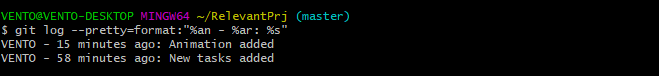 VENTO@VENTO-DESKTOP MINGW64 ~/RelevantPrj (master)
$ git log --pretty=format:"%an - %ar: %s"
VENTO - 15 minutes ago: Animation added
VENTO - 58 minutes ago: New tasks added